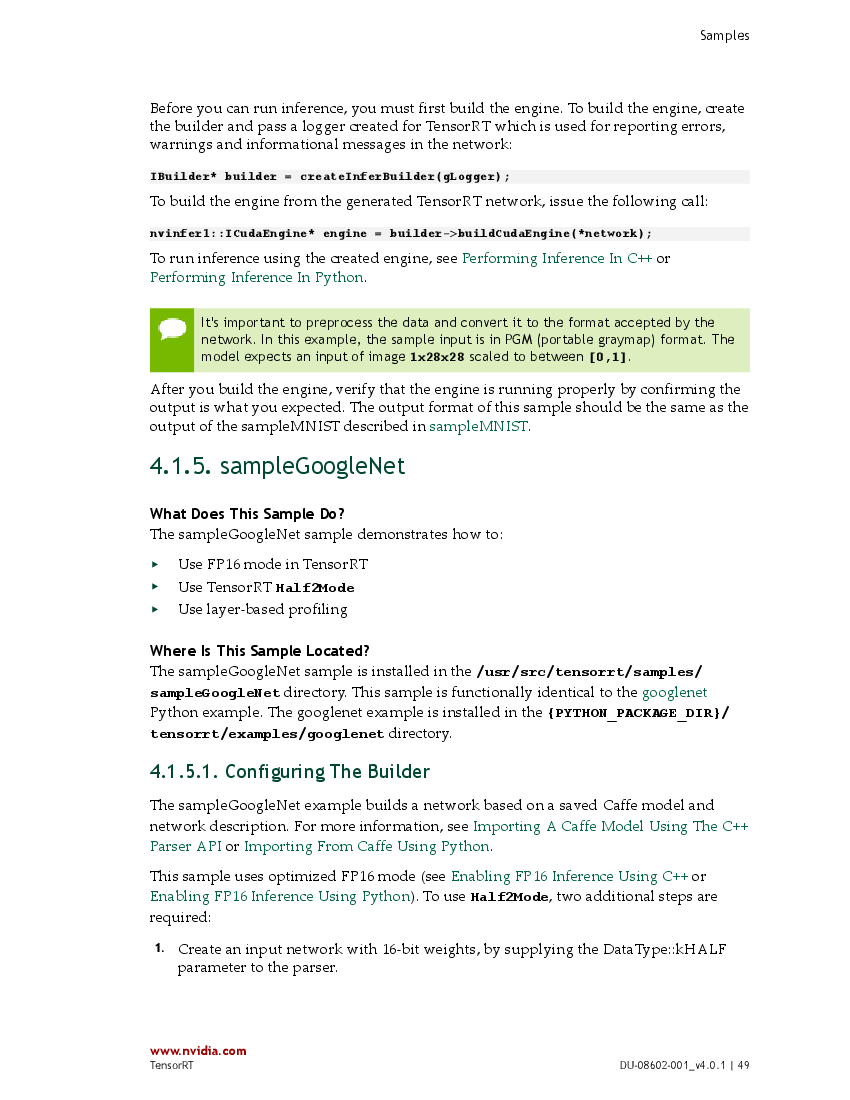 Samples
Before you can run inference, you must first build the engine. To build the engine, create
the builder and pass a logger created for TensorRT which is used for reporting errors,
warnings and informational messages in the network:
IBuilder* builder = createInferBuilder(gLogger);
To build the engine from the generated TensorRT network, issue the following call:
nvinfer1::ICudaEngine* engine = builder->buildCudaEngine(*network);
To run inference using the created engine, see Performing Inference In C++ or
Performing Inference In Python.
It's important to preprocess the data and convert it to the format accepted by the
network. In this example, the sample input is in PGM (portable graymap) format. The
model expects an input of image 1x28x28 scaled to between [0,1].
After you build the engine, verify that the engine is running properly by confirming the
output is what you expected. The output format of this sample should be the same as the
output of the sampleMNIST described in sampleMNIST.
4.1.5. sampleGoogleNet
What Does This Sample Do?
The sampleGoogleNet sample demonstrates how to:
▸ Use FP16 mode in TensorRT
▸ Use TensorRT Half2Mode
▸ Use layer-based profiling
Where Is This Sample Located?
The sampleGoogleNet sample is installed in the /usr/src/tensorrt/samples/
sampleGoogleNet directory. This sample is functionally identical to the googlenet
Python example. The googlenet example is installed in the {PYTHON_PACKAGE_DIR}/
tensorrt/examples/googlenet directory.
4.1.5.1. Configuring The Builder
The sampleGoogleNet example builds a network based on a saved Caffe model and
network description. For more information, see Importing A Caffe Model Using The C++
Parser API or Importing From Caffe Using Python.
This sample uses optimized FP16 mode (see Enabling FP16 Inference Using C++ or
Enabling FP16 Inference Using Python). To use Half2Mode, two additional steps are
required:
1. Create an input network with 16-bit weights, by supplying the DataType::kHALF
parameter to the parser.
www.nvidia.com
TensorRT DU-08602-001_v4.0.1 | 49